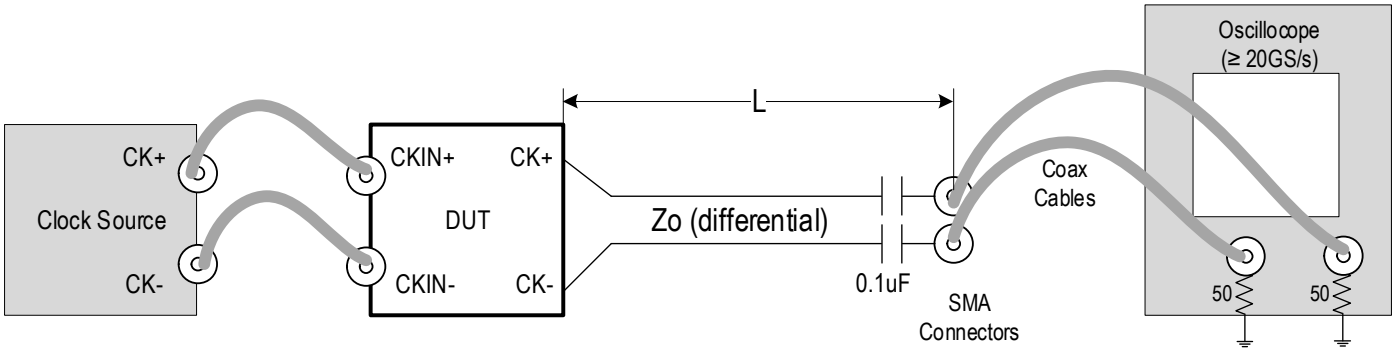 Oscillocope
(≥ 20GS/s)
L
CK+
CKIN+
CK+
Coax
Cables
Clock Source
DUT
Zo (differential)
CK-
CKIN-
CK-
0.1uF
50
50
SMA
Connectors